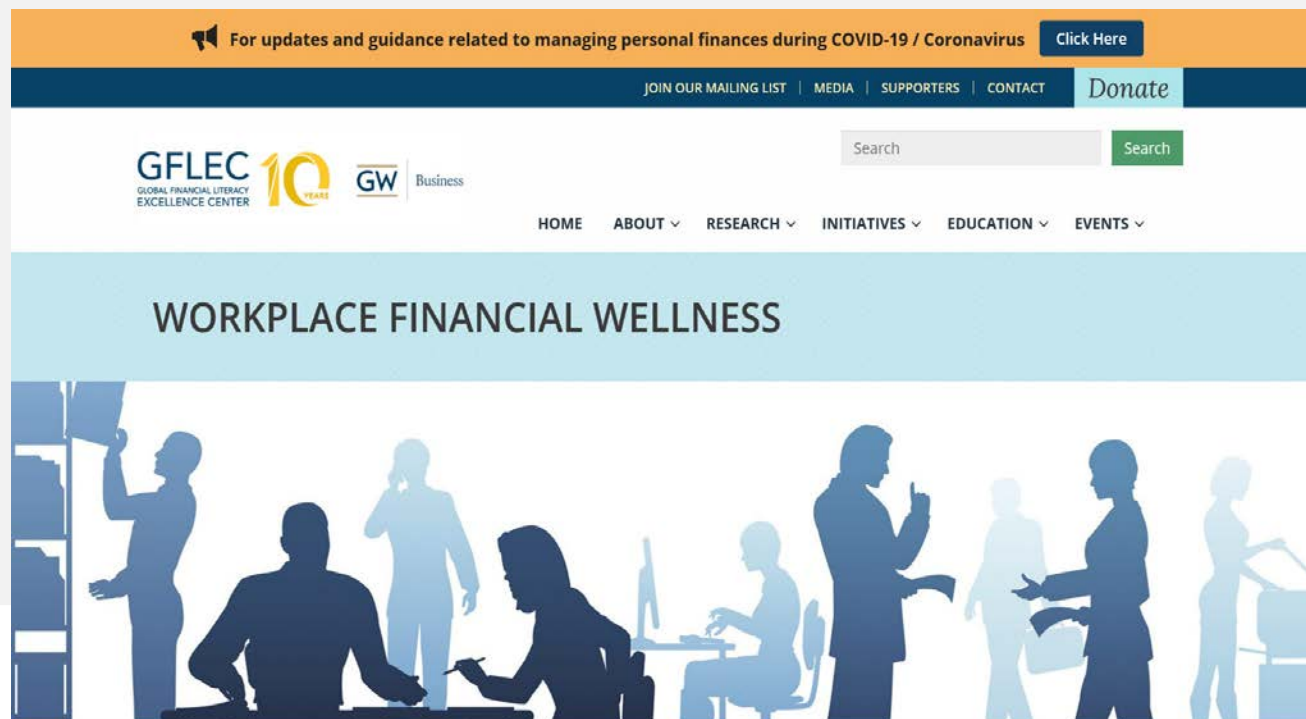 For updates and guidance related to managing personal finances during COVID-19 / Coronavirus Click Here
JOIN OUR MAILING LIST | MEDIA | SUPPORTERS | CONTACT Donate
Search Search
GFLEC 10 YEARS GW Business
GLOBAL FINANCIAL LITERACY
EXCELLENCE CENTER
HOME ABOUT RESEARCH INITIATIVES EDUCATION EVENTS
WORKPLACE FINANCIAL WELLNESS